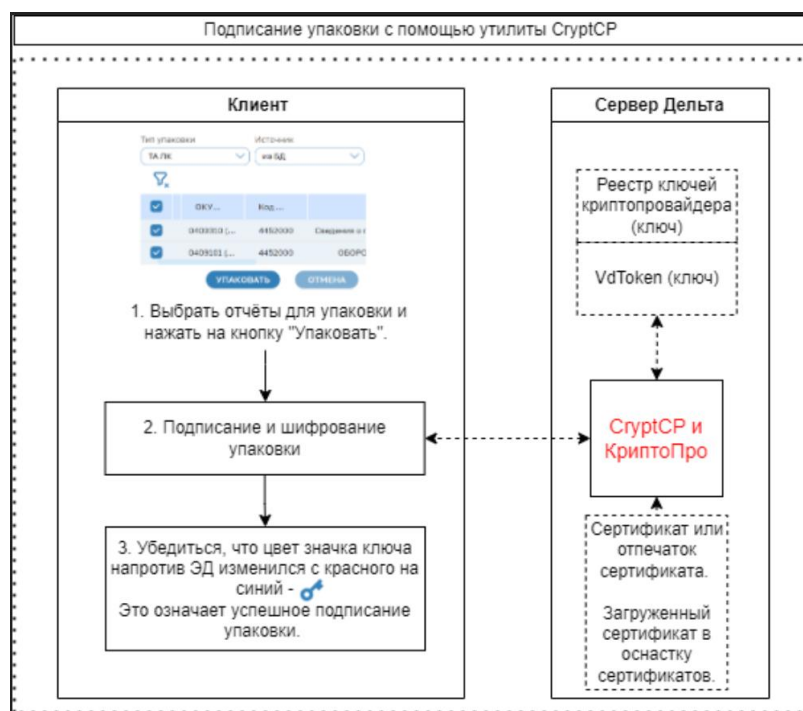 Подписание упаковки с помощью утилиты CryptCP
Клиент
Тип упаковки
Источник
ТА ПК
из БД
ОКУ...
Код ...
0409310 (...
4452000
Сведения о
0409101 (...
4452000
ОБОРО
УПАКОВАТЬ
ОТМЕНА
1. Выбрать отчёты для упаковки и
нажать на кнопку "Упаковать".
2. Подписание и шифрование
упаковки
3. Убедиться, что цвет значка ключа
напротив ЭД изменился с красного на
синий -
Это означает успешное подписание
упаковки.
Сервер Дельта
Реестр ключей
криптопровайдера
(ключ)
VdToken (ключ)
CryptCP и
КриптоПро
Сертификат или
отпечаток
сертификата.
Загруженный
сертификат в
оснастку
сертификатов.